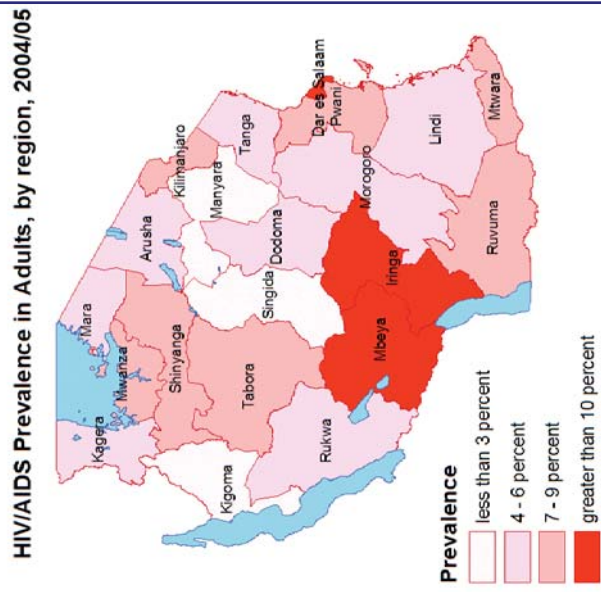 HIV/AIDS Prevalence in Adults, by region, 2004/05
Kagera
Mara
Mwanza
Arusha
Shinyanga
Kilimanjaro
Manyara
Kigoma
Tabora
Singida
Tanga
Dodoma
Rukwa
Dar es Salaam
Pwani
Morogoro
Mbeya
Iringa
Lindi
Ruvuma
Mtwara
Prevalence
less than 3 percent
4 - 6 percent
7 - 9 percent
greater than 10 percent